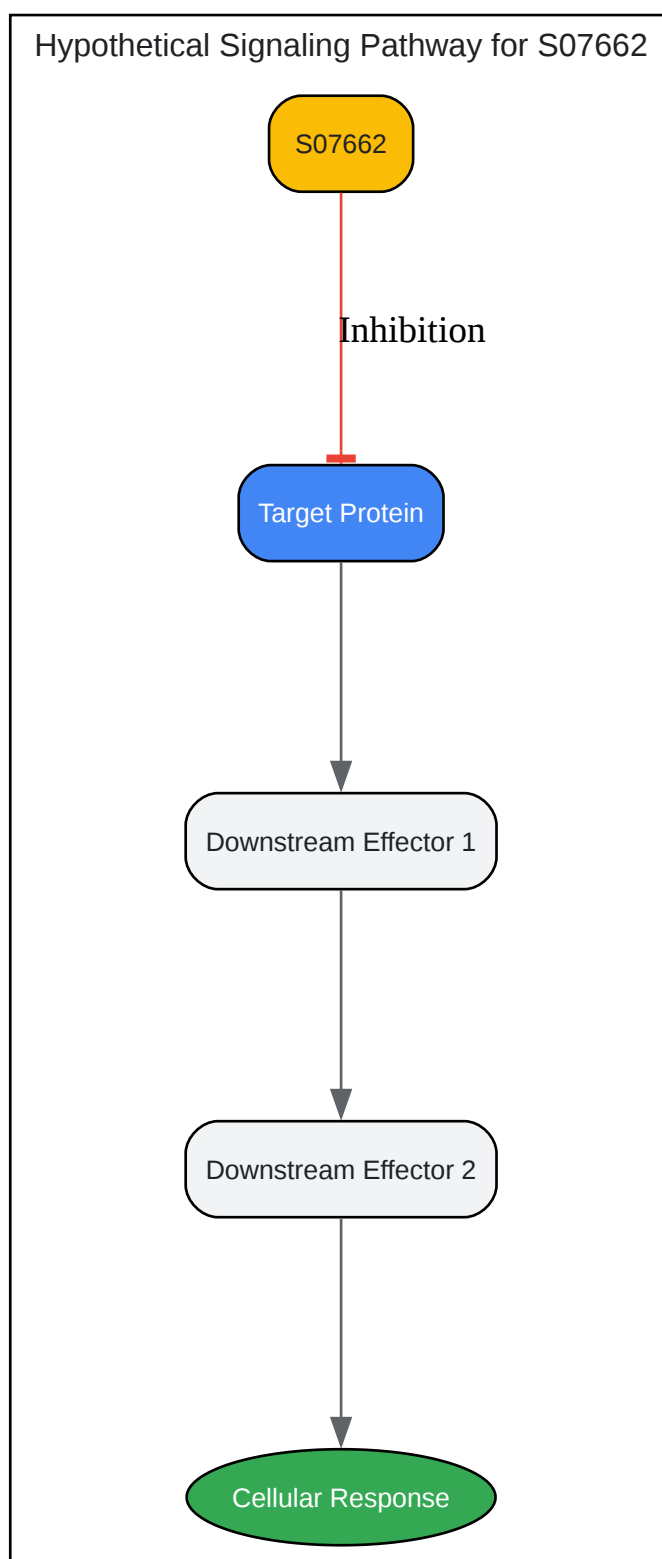 Hypothetical Signaling Pathway for S07662
S07662
Inhibition
Target Protein
Downstream Effector 1
Downstream Effector 2
Cellular Response